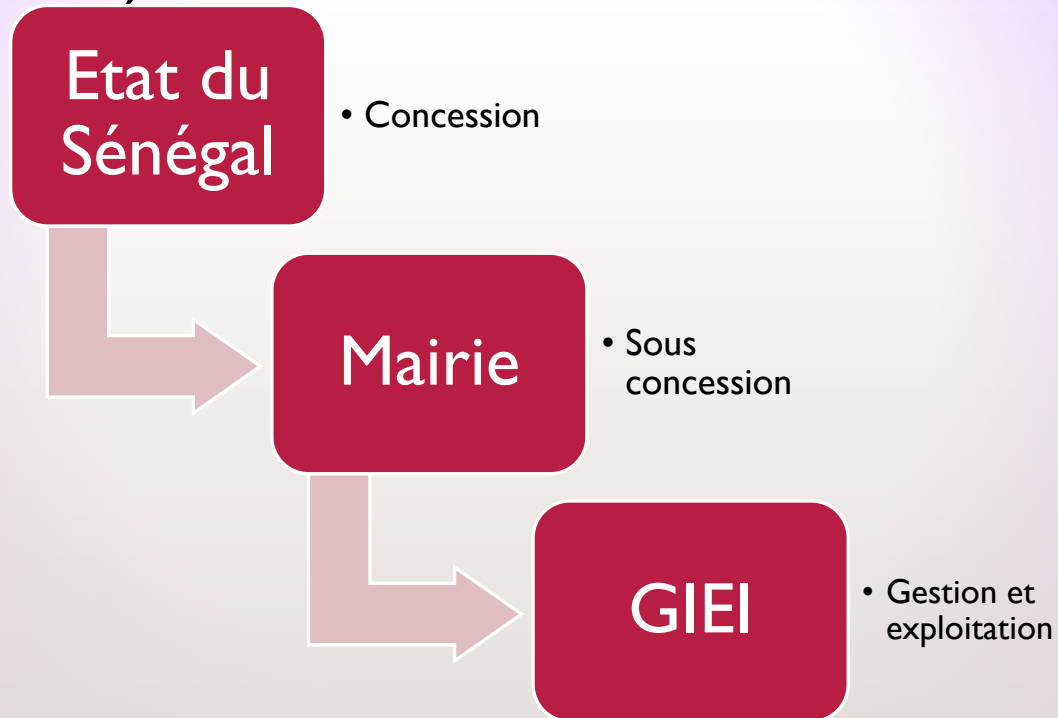 Etat du
Sénégal
• Concession
Mairie
• Sous
concession
GIEI
• Gestion et
exploitation